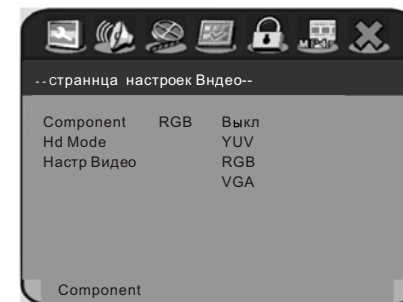 --страннца настроек Вндео--
Component RGB Выкл
Hd Mode YUV
Настр Видео RGB
VGA
Component